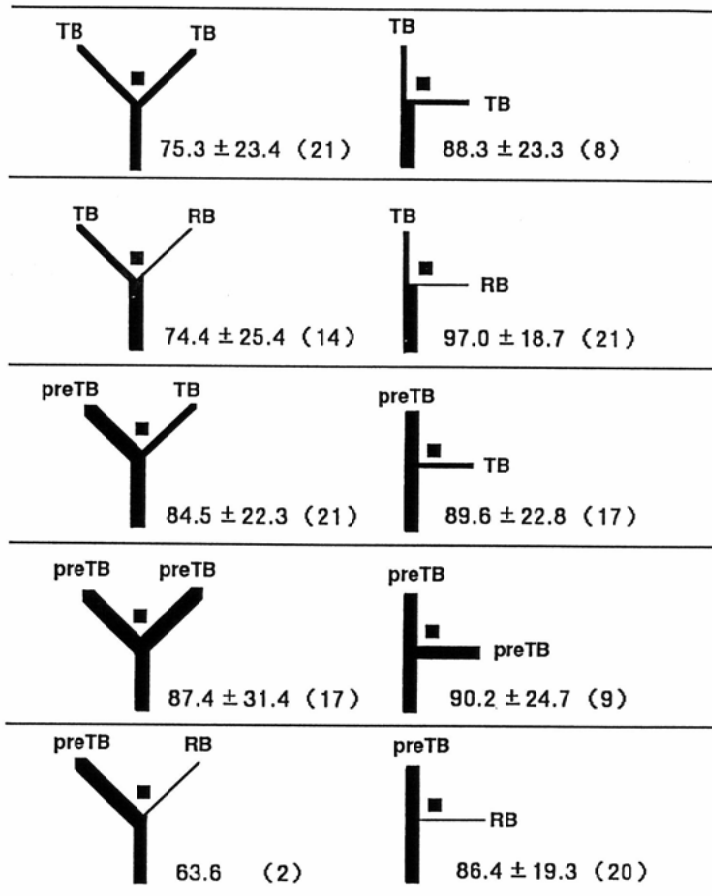 TB TB TB
TB
75.3 ± 23.4 (21) 88.3 ± 23.3 (8)
TB RB TB
RB
74.4 ± 25.4 (14) 97.0 ± 18.7 (21)
preTB TB preTB
TB
84.5 ± 22.3 (21) 89.6 ± 22.8 (17)
preTB preTB preTB
preTB
87.4 ± 31.4 (17) 90.2 ± 24.7 (9)
preTB RB preTB
RB
63.6 (2) 86.4 ± 19.3 (20)